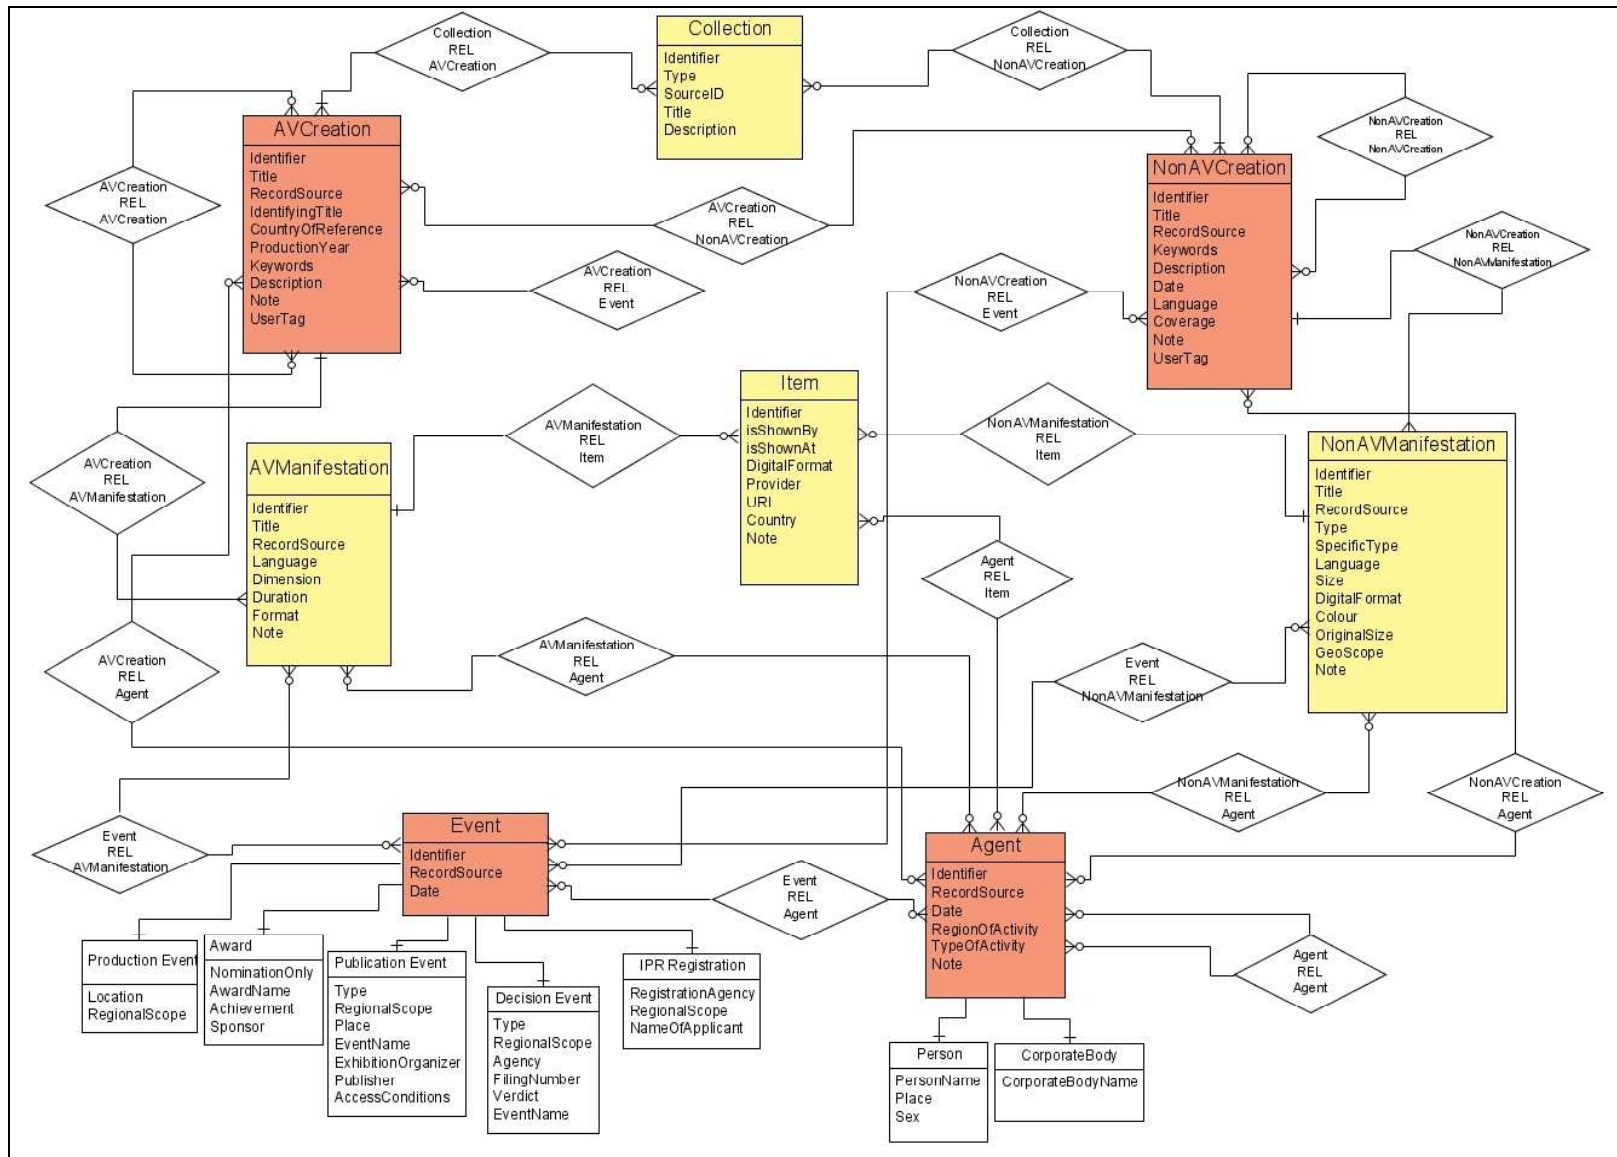 Collection
REL
AVCreation
Collection
Identifier
Type
SourceID
Title
Description
Collection
REL
NonAVCreation
AVCreation
Identifier
Title
RecordSource
IdentifyingTitle
CountryOfReference
ProductionYear
Keywords
Description
Note
UserTag
AVCreation
REL
AVCreation
AVCreation
REL
NonAVCreation
AVCreation
REL
Event
NonAVCreation
REL
Event
NonAVCreation
Identifier
Title
RecordSource
Keywords
Description
Date
Language
Coverage
Note
UserTag
NonAVCreation
REL
NonAVCreation
NonAVCreation
REL
NonAVManifestation
AVCreation
REL
AVManifestation
AVManifestation
Identifier
Title
RecordSource
Language
Dimension
Duration
Format
Note
AVManifestation
REL
Item
Item
Identifier
isShownBy
isShownAt
DigitalFormat
Provider
URI
Country
Note
NonAVManifestation
REL
Item
NonAVManifestation
Identifier
Title
RecordSource
Type
SpecificType
Language
Size
DigitalFormat
Colour
OriginalSize
GeoScope
Note
Agent
REL
Item
AVCreation
REL
Agent
AVManifestation
REL
Agent
Event
REL
NonAVManifestation
NonAVManifestation
REL
Agent
NonAVCreation
REL
Agent
Event
REL
AVManifestation
Event
Identifier
RecordSource
Date
Event
REL
Agent
Agent
Identifier
RecordSource
Date
RegionOfActivity
TypeOfActivity
Note
Agent
REL
Agent
Production Event
Location
RegionalScope
Award
NominationOnly
AwardName
Achievement
Sponsor
Publication Event
Type
RegionalScope
Place
EventName
ExhibitionOrganizer
Publisher
AccessConditions
Decision Event
Type
RegionalScope
Agency
FilingNumber
Verdict
EventName
IPR Registration
RegistrationAgency
RegionalScope
NameOfApplicant
Person
PersonName
Place
Sex
CorporateBody
CorporateBodyName